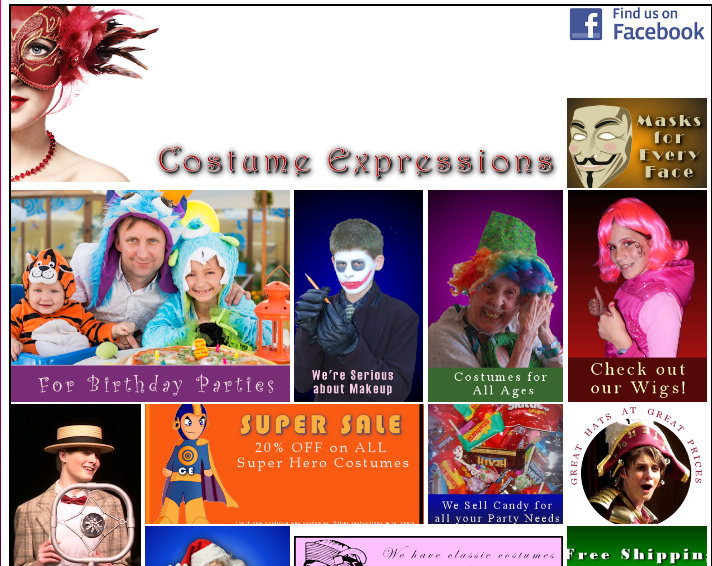 Find us on
Facebook
Costume Expressions
Masks
for
Every
Face
For Birthday Parties
We're Serious
about Makeup
Costumes for
All Ages
Check out
our Wigs!
SUPER SALE
20% OFF on ALL
Super Hero Costumes
CE
We Sell Candy for
all your Party Needs
GREAT HATS AT GREAT PRICES
We have classic costumes
Free Shipping